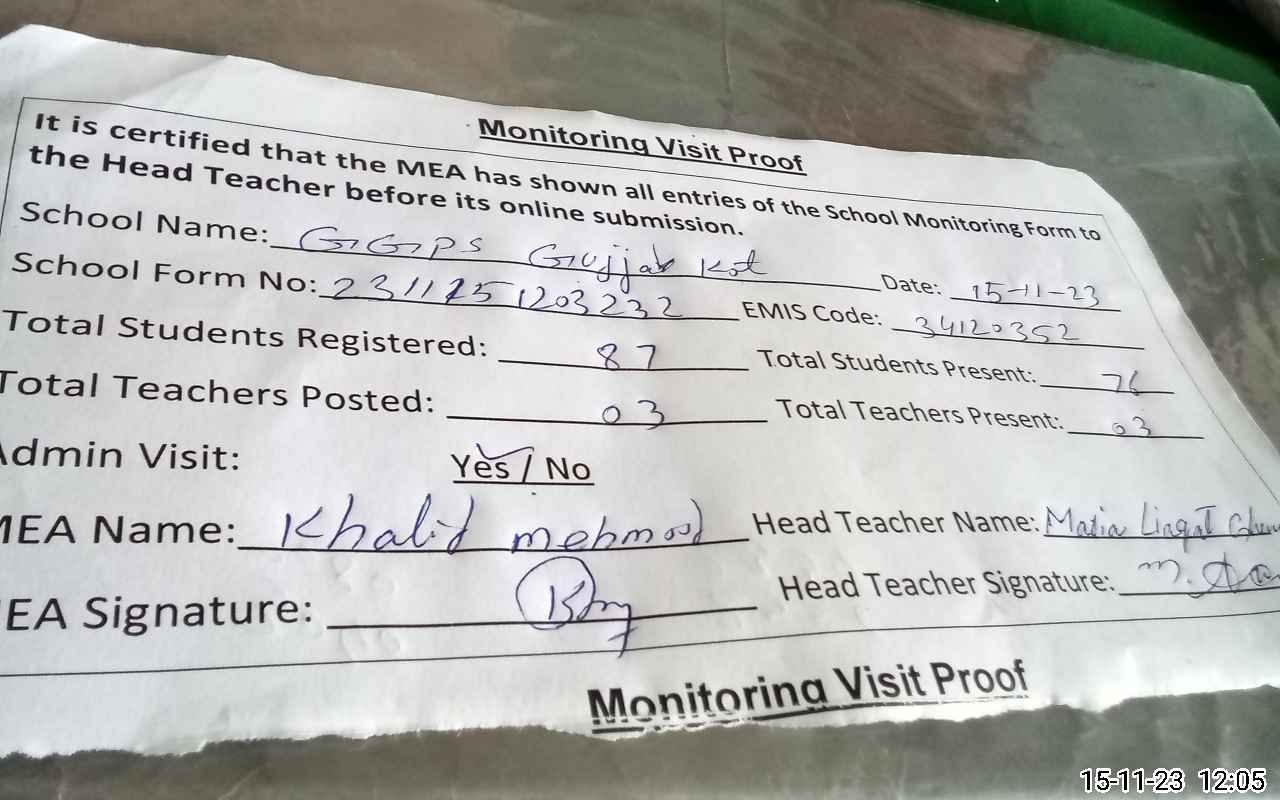 Monitoring Visit Proof
It is certified that the MEA has shown all entries of the School Monitoring Form to
the Head Teacher before its online submission.
School Name: GGPS Gujjar Kot Date: 15-11-23
School Form No: 2311251203232 EMIS Code: 34120352
Total Students Registered: 87 Total Students Present: 76
Total Teachers Posted: 03 Total Teachers Present: 03
Admin Visit: Yes / No
MEA Name: Khalid mehmood Head Teacher Name: Maria Liaqat
EA Signature: Head Teacher Signature: m.
Monitoring Visit Proof
15-11-23 12:05